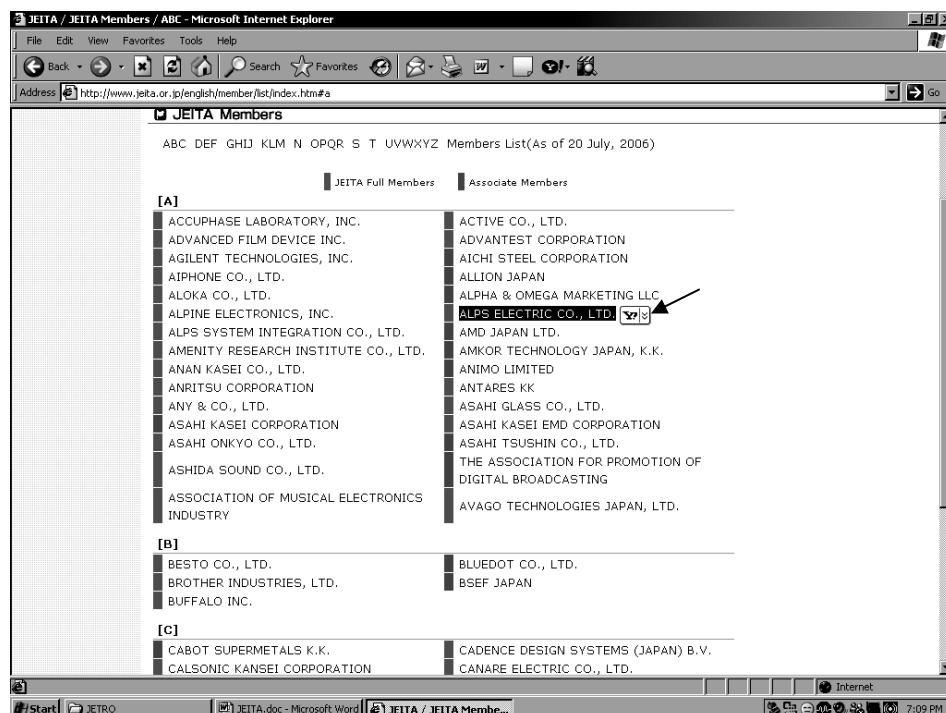 JEITA / JEITA Members / ABC - Microsoft Internet Explorer
File Edit View Favorites Tools Help
Back Search Favorites
Address http://www.jeita.or.jp/english/member/list/index.htm#a Go
JEITA Members
ABC DEF GHIJ KLM N OPQR S T UVWXYZ Members List(As of 20 July, 2006)
JEITA Full Members Associate Members
[A]
ACCUPHASE LABORATORY, INC. ACTIVE CO., LTD.
ADVANCED FILM DEVICE INC. ADVANTEST CORPORATION
AGILENT TECHNOLOGIES, INC. AICHI STEEL CORPORATION
AIPHONE CO., LTD. ALLION JAPAN
ALOKA CO., LTD. ALPHA & OMEGA MARKETING LLC
ALPINE ELECTRONICS, INC. ALPS ELECTRIC CO., LTD. Y?
ALPS SYSTEM INTEGRATION CO., LTD. AMD JAPAN LTD.
AMENITY RESEARCH INSTITUTE CO., LTD. AMKOR TECHNOLOGY JAPAN, K.K.
ANAN KASEI CO., LTD. ANIMO LIMITED
ANRITSU CORPORATION ANTARES KK
ANY & CO., LTD. ASAHI GLASS CO., LTD.
ASAHI KASEI CORPORATION ASAHI KASEI EMD CORPORATION
ASAHI ONKYO CO., LTD. ASAHI TSUSHIN CO., LTD.
ASHIDA SOUND CO., LTD. THE ASSOCIATION FOR PROMOTION OF
DIGITAL BROADCASTING
ASSOCIATION OF MUSICAL ELECTRONICS
INDUSTRY AVAGO TECHNOLOGIES JAPAN, LTD.
[B]
BESTO CO., LTD. BLUEDOT CO., LTD.
BROTHER INDUSTRIES, LTD. BSEF JAPAN
BUFFALO INC.
[C]
CABOT SUPERMETALS K.K. CADENCE DESIGN SYSTEMS (JAPAN) B.V.
CALSONIC KANSEI CORPORATION CANARE ELECTRIC CO., LTD.
Internet
Start JETRO JEITA.doc - Microsoft Word JEITA / JEITA Membe... 7:09 PM